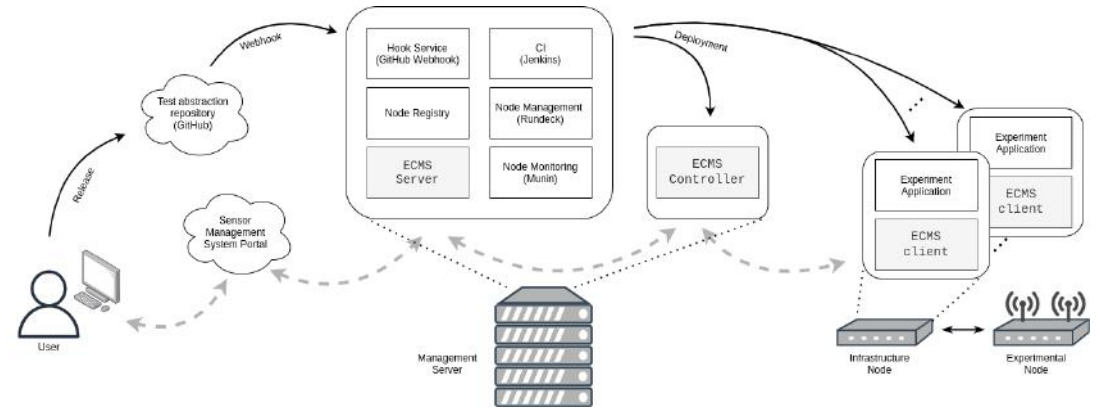 Webhook
Hook Service
(GitHub Webhook)
CI
(Jenkins)
Deployment
Test abstraction
repository
(GitHub)
Node Registry
Node Management
(Rundeck)
Experiment
Application
ECMS
Controller
ECMS
Server
Node Monitoring
(Munin)
Experiment
Application
ECMS
client
Release
Sensor
Management
System Portal
ECMS
client
User
Management
Server
Infrastructure
Node
Experimental
Node